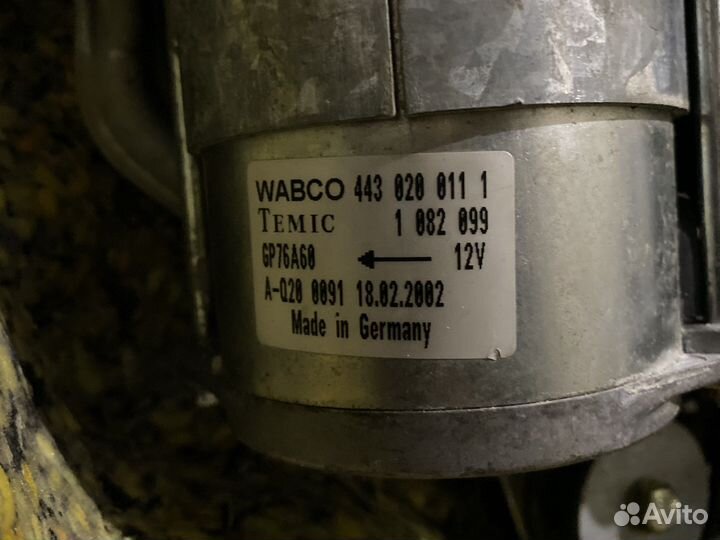 WABCO 443 020 011 1
TEMIC 1 082 099
GP76A60 12V
A-Q20 0091 18.02.2002
Made in Germany
Avito